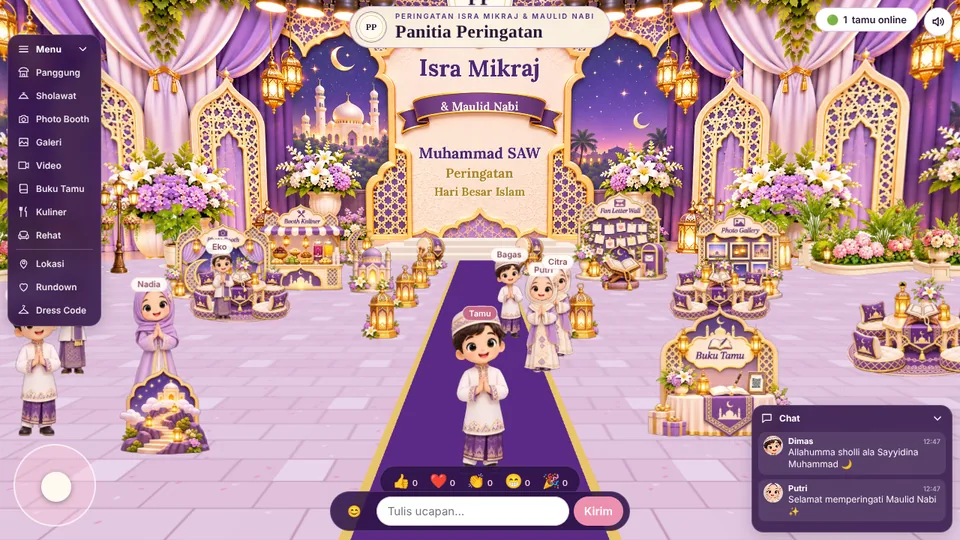 PP
PERINGATAN ISRA MIKRAJ & MAULID NABI
Panitia Peringatan
1 tamu online
Menu
Panggung
Sholawat
Photo Booth
Galeri
Video
Buku Tamu
Kuliner
Rehat
Lokasi
Rundown
Dress Code
Isra Mikraj
& Maulid Nabi
Muhammad SAW
Peringatan
Hari Besar Islam
Booth Kuliner
Fan Letter Wall
Photo Gallery
Eko
Nadia
Bagas
Citra
Putri
Tamu
Buku Tamu
👍 0 ❤️ 0 👏 0 😁 0 🎉 0
😊 Tulis ucapan... Kirim
Chat
Dimas 12:47
Allahumma sholli ala Sayyidina
Muhammad 🌙
Putri 12:47
Selamat memperingati Maulid Nabi
✨